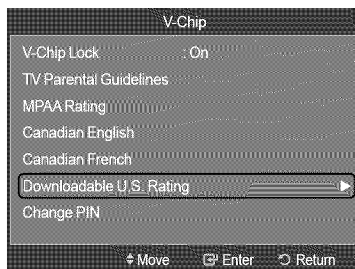 V-Chip
V-Chip Lock : On
TV Parental Guidelines
MPAA Rating
Canadian English
Canadian French
Downloadable U.S. Rating
Change PIN
Move Enter Return